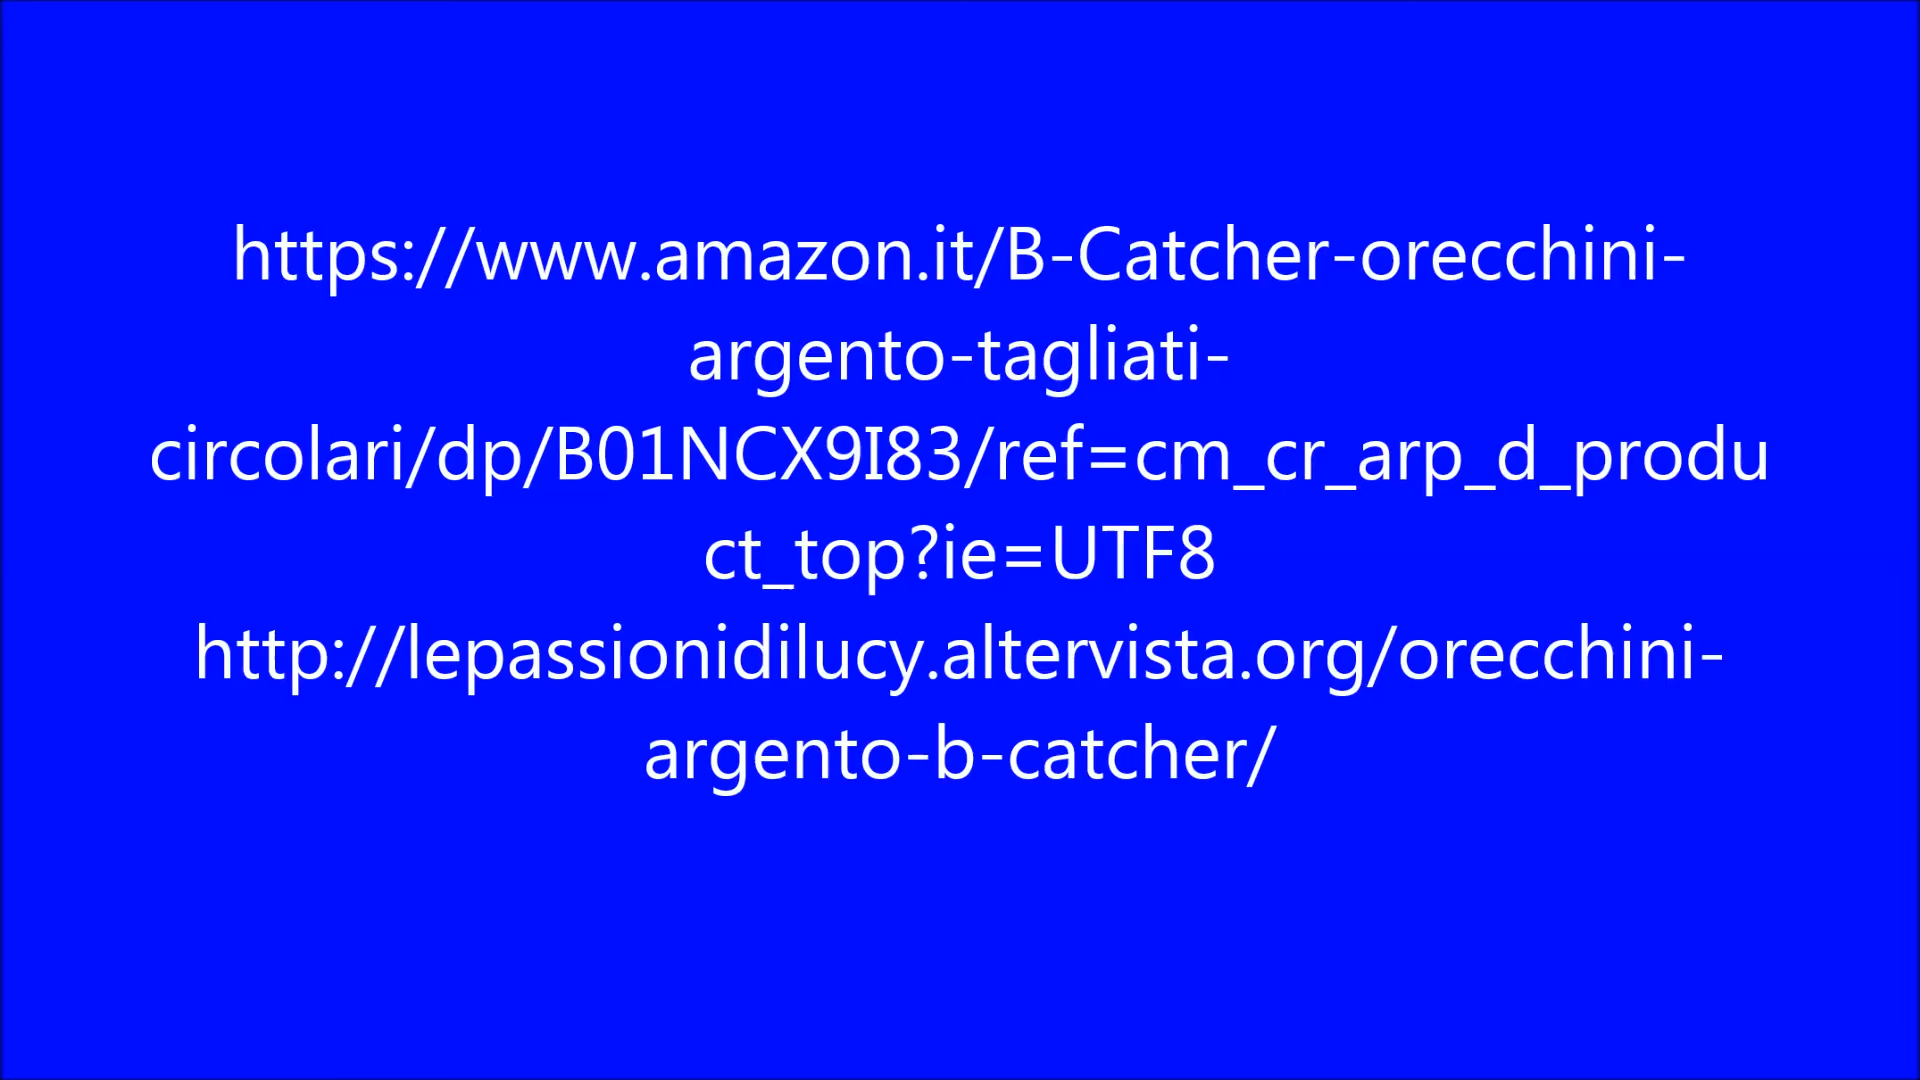 https://www.amazon.it/B-Catcher-orecchini-
argento-tagliati-
circolari/dp/B01NCX9I83/ref=cm_cr_arp_d_produ
ct_top?ie=UTF8
http://lepassionidilucy.altervista.org/orecchini-
argento-b-catcher/